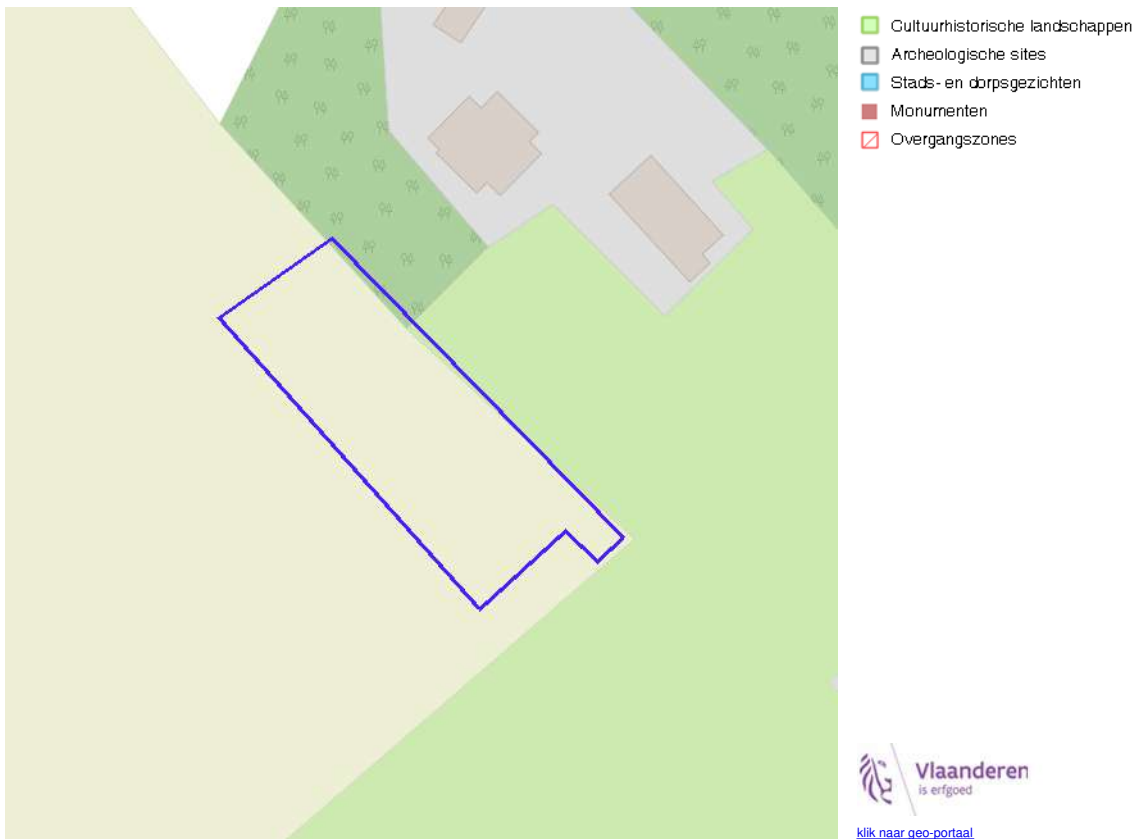 Cultuurhistorische landschappen
Archeologische sites
Stads- en dorpsgezichten
Monumenten
Overgangszones
Vlaanderen
is erfgoed
klik naar geo-portaal